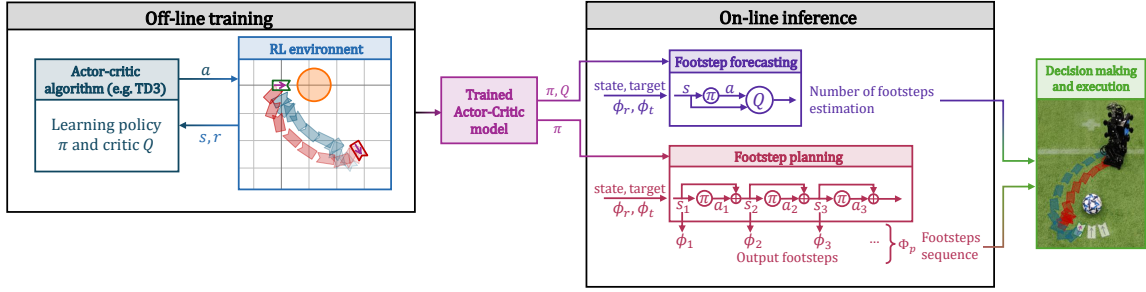 Off-line training
Actor-critic
algorithm (e.g. TD3)
Learning policy
π and critic Q
a
s, r
RL environment
Trained
Actor-Critic
model
π, Q
π
On-line inference
Footstep forecasting
state, target
ϕr, ϕt
s π a Q
Number of footsteps
estimation
Footstep planning
state, target
ϕr, ϕt
s1 π a1 s2 π a2 s3 π a3
ϕ1 ϕ2 ϕ3 ...
Output footsteps
Φp
Footsteps
sequence
Decision making
and execution